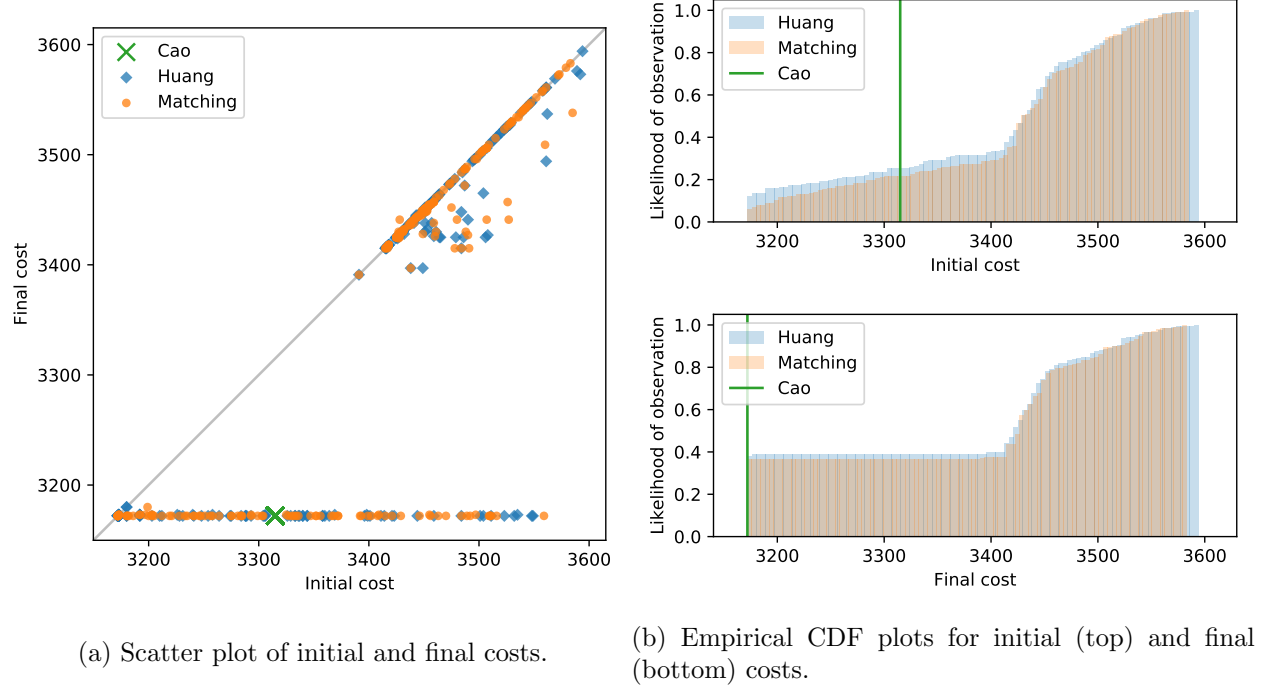 3600
3500
3400
3300
3200
Final cost
Cao
Huang
Matching
3200
3300
3400
3500
3600
Initial cost
(a) Scatter plot of initial and final costs.
1.0
0.8
0.6
0.4
0.2
0.0
Likelihood of observation
Huang
Matching
Cao
3200
3300
3400
3500
3600
Initial cost
1.0
0.8
0.6
0.4
0.2
0.0
Likelihood of observation
Huang
Matching
Cao
3200
3300
3400
3500
3600
Final cost
(b) Empirical CDF plots for initial (top) and final
(bottom) costs.